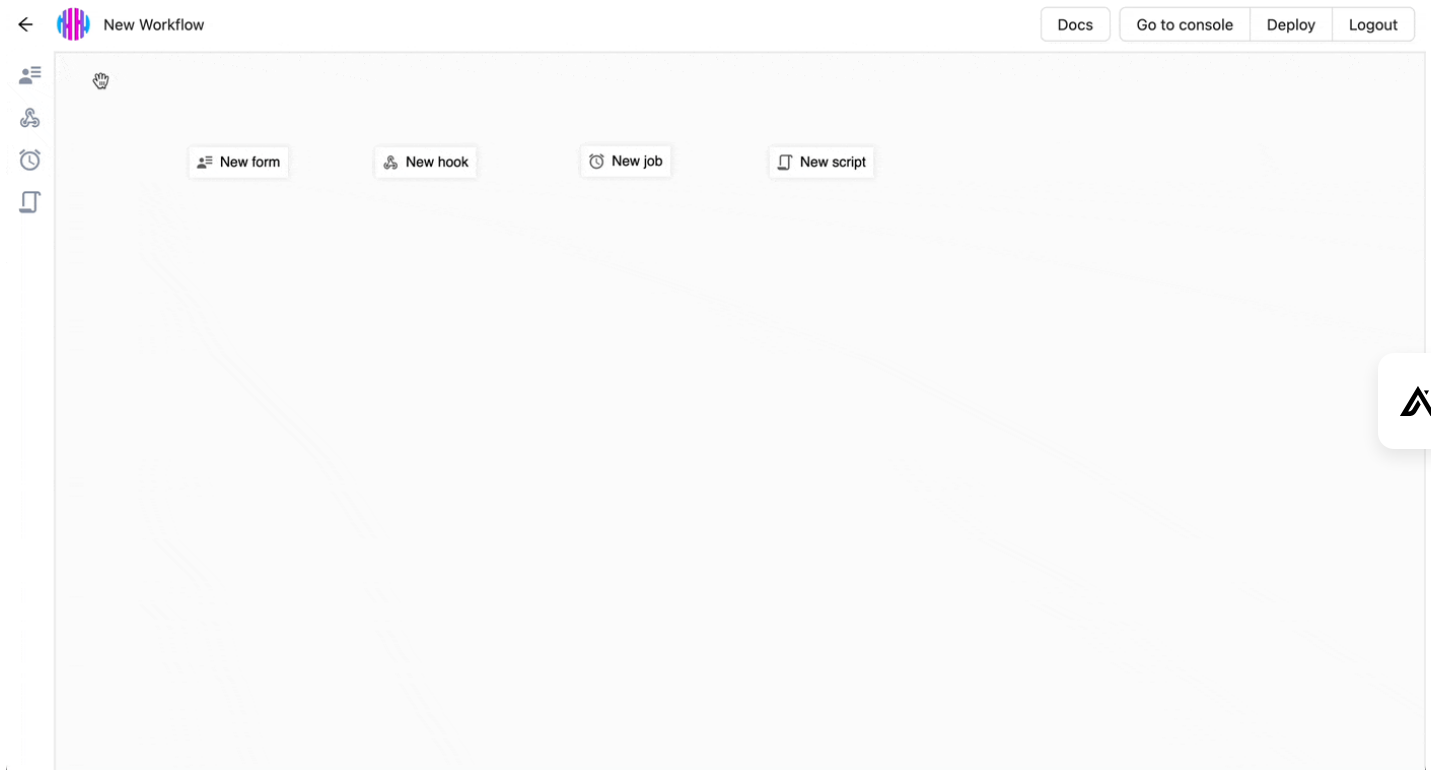 New Workflow
Docs
Go to console
Deploy
Logout
New form
New hook
New job
New script